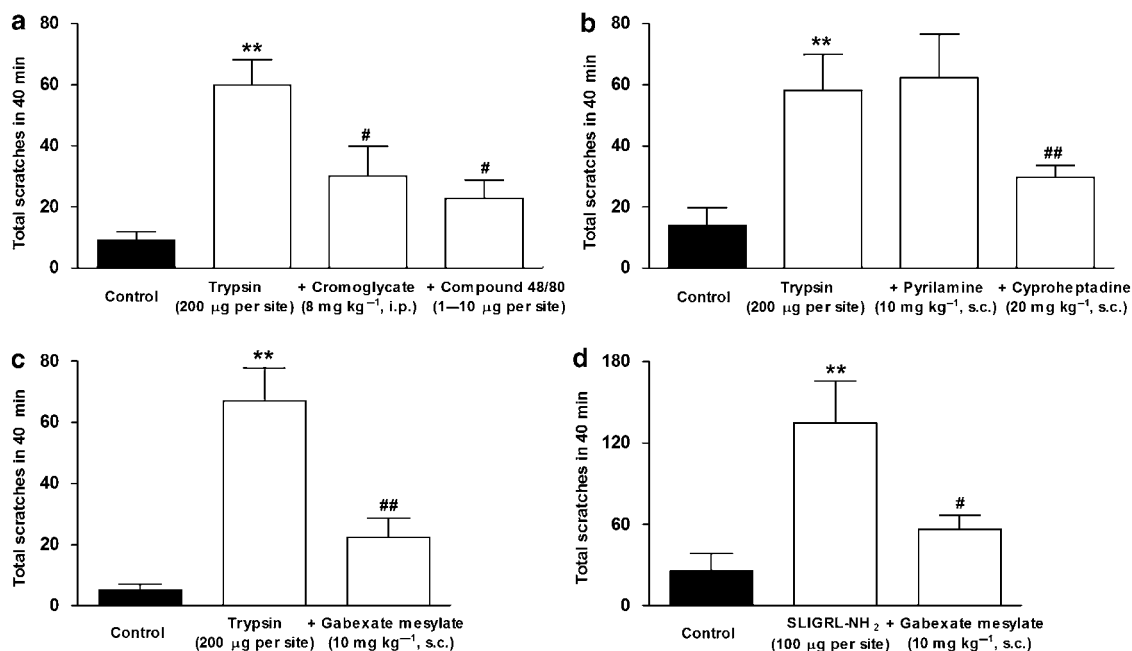 a
Total scratches in 40 min
80
60
40
20
0
**
#
#
Control
Trypsin
(200 µg per site)
+ Cromoglycate
(8 mg kg⁻¹, i.p.)
+ Compound 48/80
(1—10 µg per site)
b
Total scratches in 40 min
80
60
40
20
0
**
##
Control
Trypsin
(200 µg per site)
+ Pyrilamine
(10 mg kg⁻¹, s.c.)
+ Cyproheptadine
(20 mg kg⁻¹, s.c.)
c
Total scratches in 40 min
80
60
40
20
0
**
##
Control
Trypsin
(200 µg per site)
+ Gabexate mesylate
(10 mg kg⁻¹, s.c.)
d
Total scratches in 40 min
180
120
60
0
**
#
Control
SLIGRL-NH₂
(100 µg per site)
+ Gabexate mesylate
(10 mg kg⁻¹, s.c.)